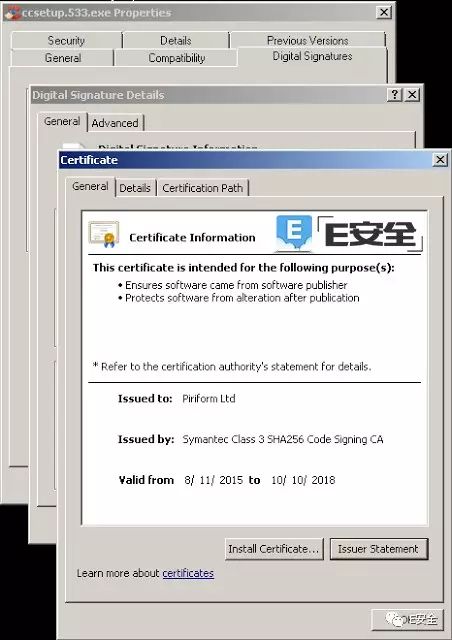 ccsetup.533.exe Properties
Security
Details
Previous Versions
General
Compatibility
Digital Signatures
Digital Signature Details
General
Advanced
Digital Signature Information
Certificate
General
Details
Certification Path
Certificate Information
E E安全
This certificate is intended for the following purpose(s):
• Ensures software came from software publisher
• Protects software from alteration after publication
* Refer to the certification authority's statement for details.
Issued to: Piriform Ltd
Issued by: Symantec Class 3 SHA256 Code Signing CA
Valid from 8/ 11/ 2015 to 10/ 10/ 2018
Install Certificate...
Issuer Statement
Learn more about certificates
E安全